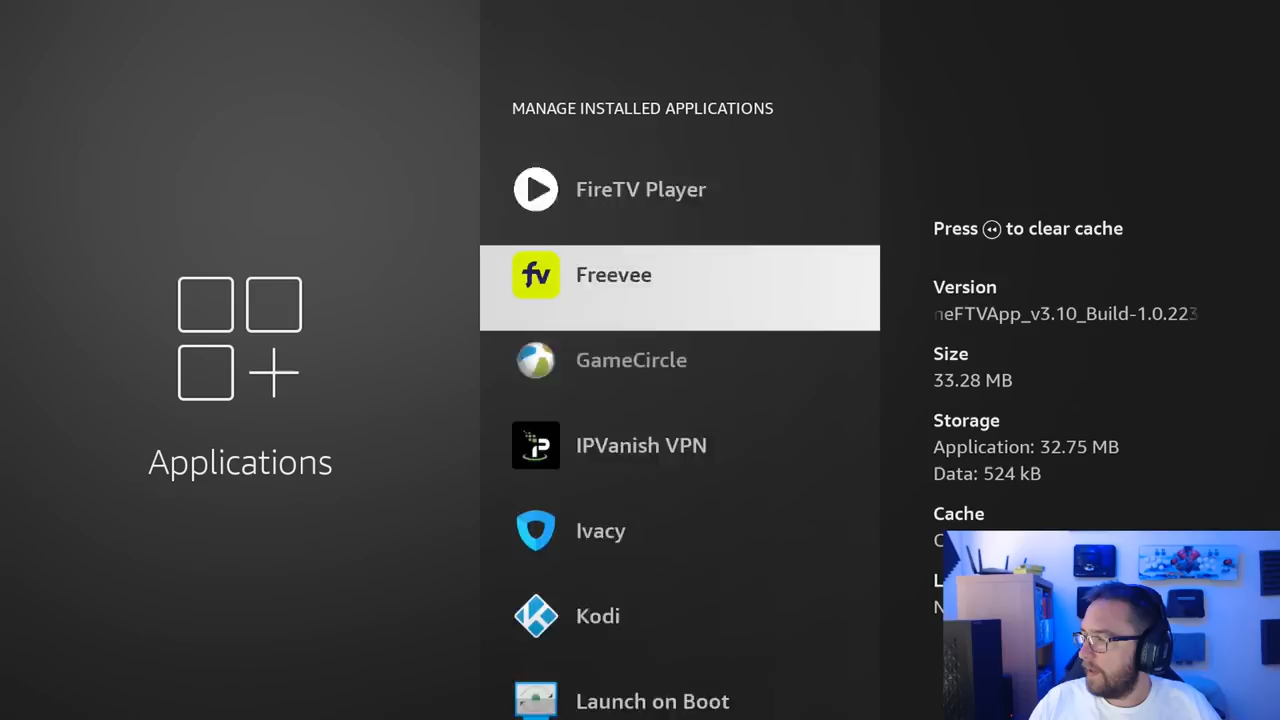 Applications
MANAGE INSTALLED APPLICATIONS
FireTV Player
fv Freevee
GameCircle
IPVanish VPN
Ivacy
Kodi
Launch on Boot
Press to clear cache
Version
neFTVApp_v3.10_Build-1.0.223
Size
33.28 MB
Storage
Application: 32.75 MB
Data: 524 kB
Cache